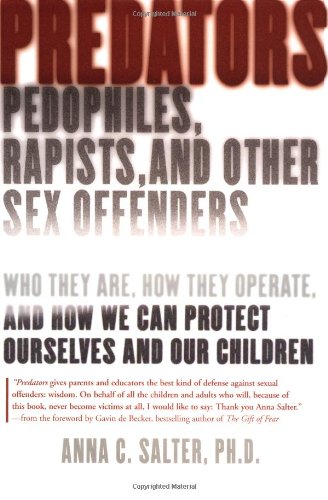 Copyrighted Material
PREDATORS
PEDOPHILES,
RAPISTS, AND OTHER
SEX OFFENDERS
WHO THEY ARE, HOW THEY OPERATE,
AND HOW WE CAN PROTECT
OURSELVES AND OUR CHILDREN
"Predators gives parents and educators the best kind of defense against sexual
offenders: wisdom. On behalf of all the children and adults who will, because of
this book, never become victims at all, I would like to say: Thank you Anna Salter."
—from the foreword by Gavin de Becker, bestselling author of The Gift of Fear
ANNA C. SALTER, PH.D.
Copyrighted Material